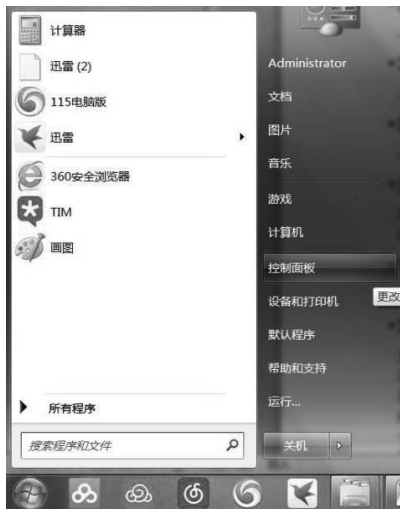 计算器
迅雷 (2)
115电脑版
迅雷
360安全浏览器
TIM
画图
所有程序
搜索程序和文件
Administrator
文档
图片
音乐
游戏
计算机
控制面板
设备和打印机
更改
默认程序
帮助和支持
运行...
关机